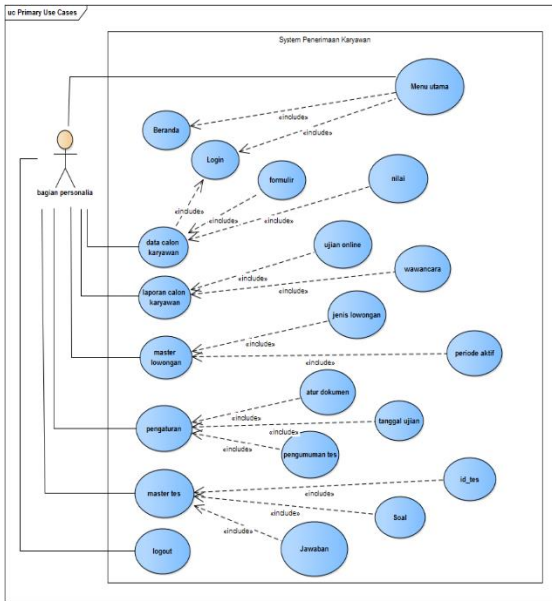 uc Primary Use Cases
System Penerimaan Karyawan
Menu utama
«include»
Beranda
«include»
Login
bagian personalia
formulir
nilai
«include»
«include»
«include»
data calon
karyawan
ujian online
wawancara
«include»
«include»
laporan calon
karyawan
jenis lowongan
«include»
periode aktif
«include»
master
lowongan
atur dokumen
«include»
tanggal ujian
«include»
pengaturan
«include»
pengumuman tes
id_tes
«include»
master tes
Soal
«include»
«include»
Jawaban
logout